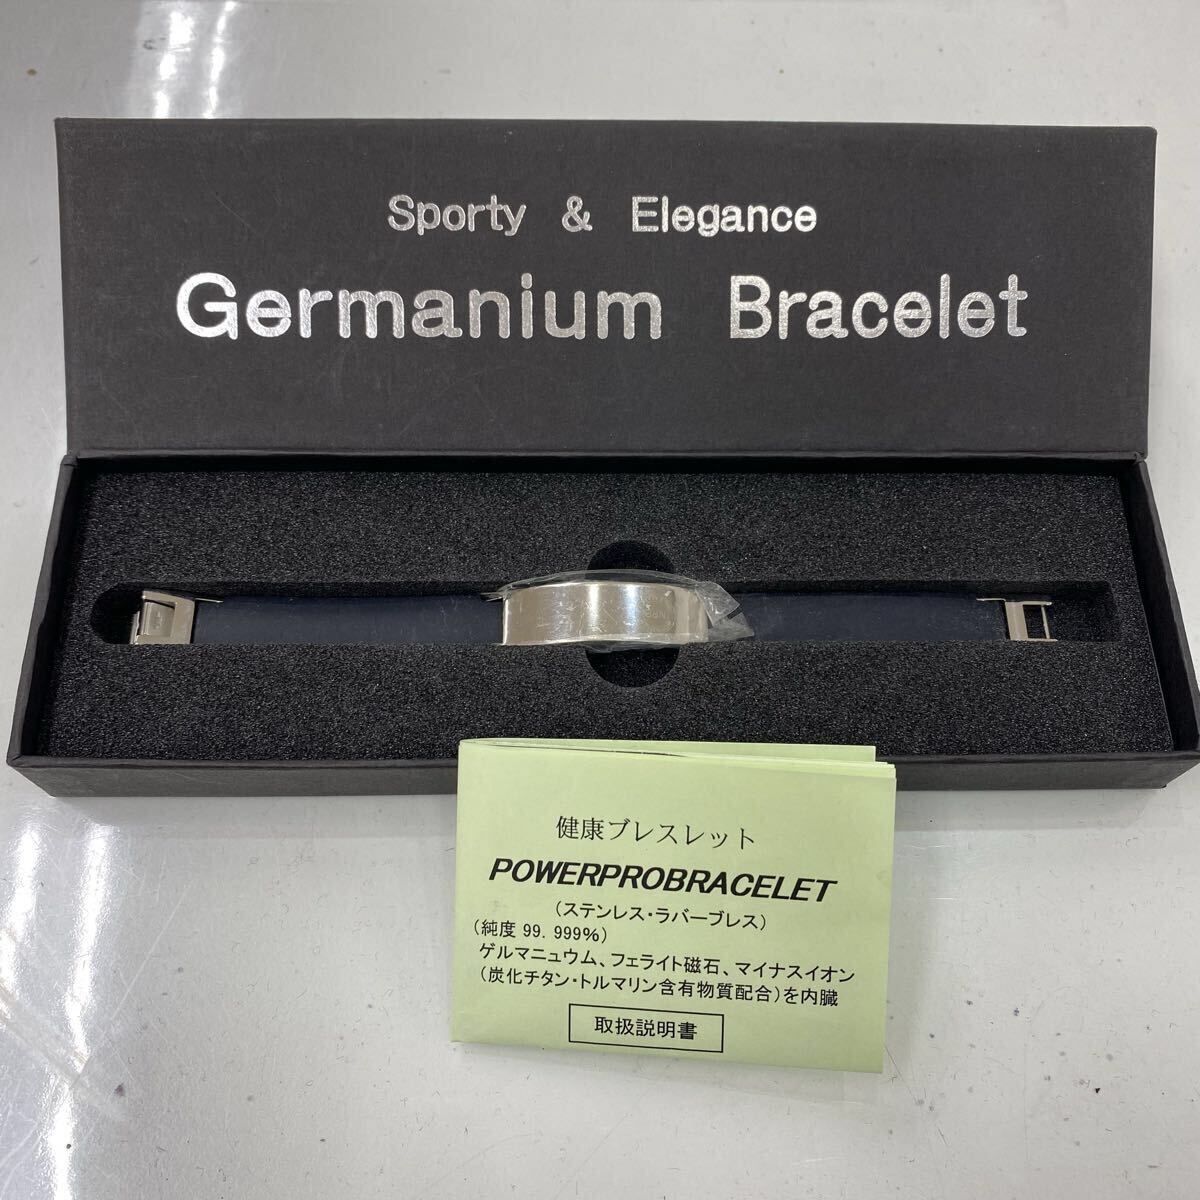 Sporty & Elegance
Germanium Bracelet
健康ブレスレット
POWERPROBRACELET
(ステンレス・ラバーブレス)
(純度 99. 999%)
ゲルマニュウム、フェライト磁石、マイナスイオン
(炭化チタン・トルマリン含有物質配合)を内臓
取扱説明書